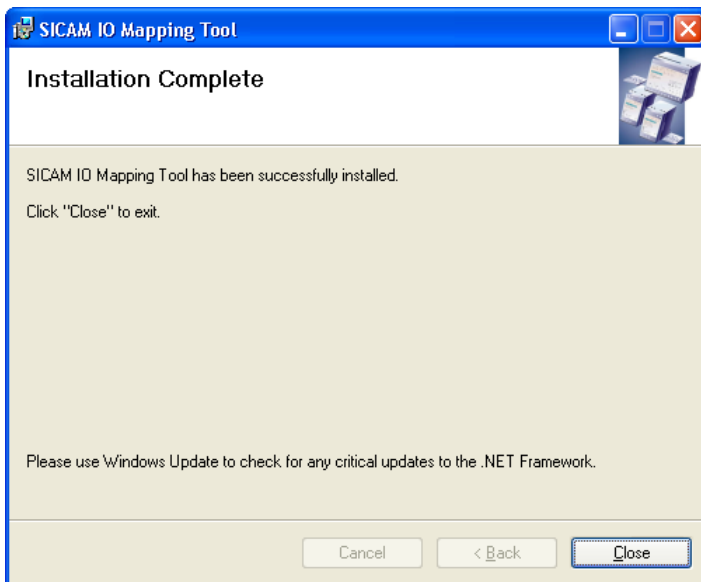 SICAM IO Mapping Tool
Installation Complete
SICAM IO Mapping Tool has been successfully installed.
Click "Close" to exit.
Please use Windows Update to check for any critical updates to the .NET Framework.
Cancel
< Back
Close